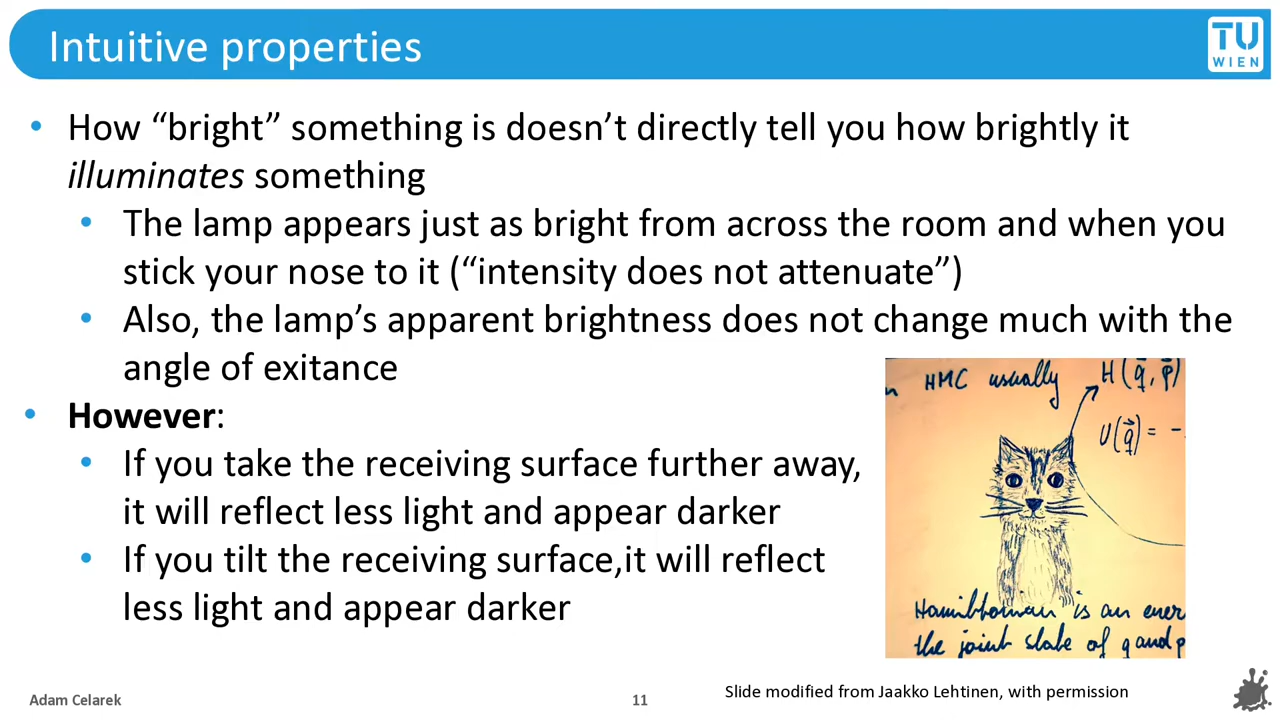 Intuitive properties
TU
WIEN
• How “bright” something is doesn’t directly tell you how brightly it
illuminates something
• The lamp appears just as bright from across the room and when you
stick your nose to it (“intensity does not attenuate”)
• Also, the lamp’s apparent brightness does not change much with the
angle of exitance
• However:
• If you take the receiving surface further away,
it will reflect less light and appear darker
• If you tilt the receiving surface,it will reflect
less light and appear darker
HMC usually H(q⃗, p⃗)
U(q⃗) = -
is an ener
the joint state of q and p
Adam Celarek
11
Slide modified from Jaakko Lehtinen, with permission